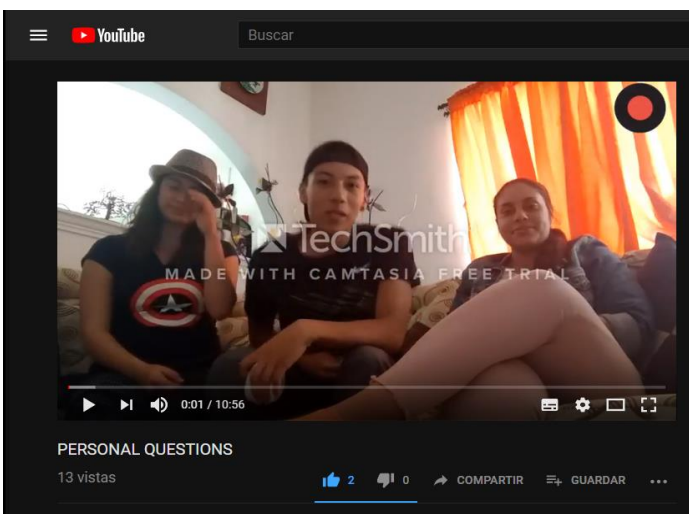 YouTube
Buscar
TechSmith
MADE WITH CAMTASIA FREE TRIAL
0:01 / 10:56
PERSONAL QUESTIONS
13 vistas
2
0
COMPARTIR
GUARDAR